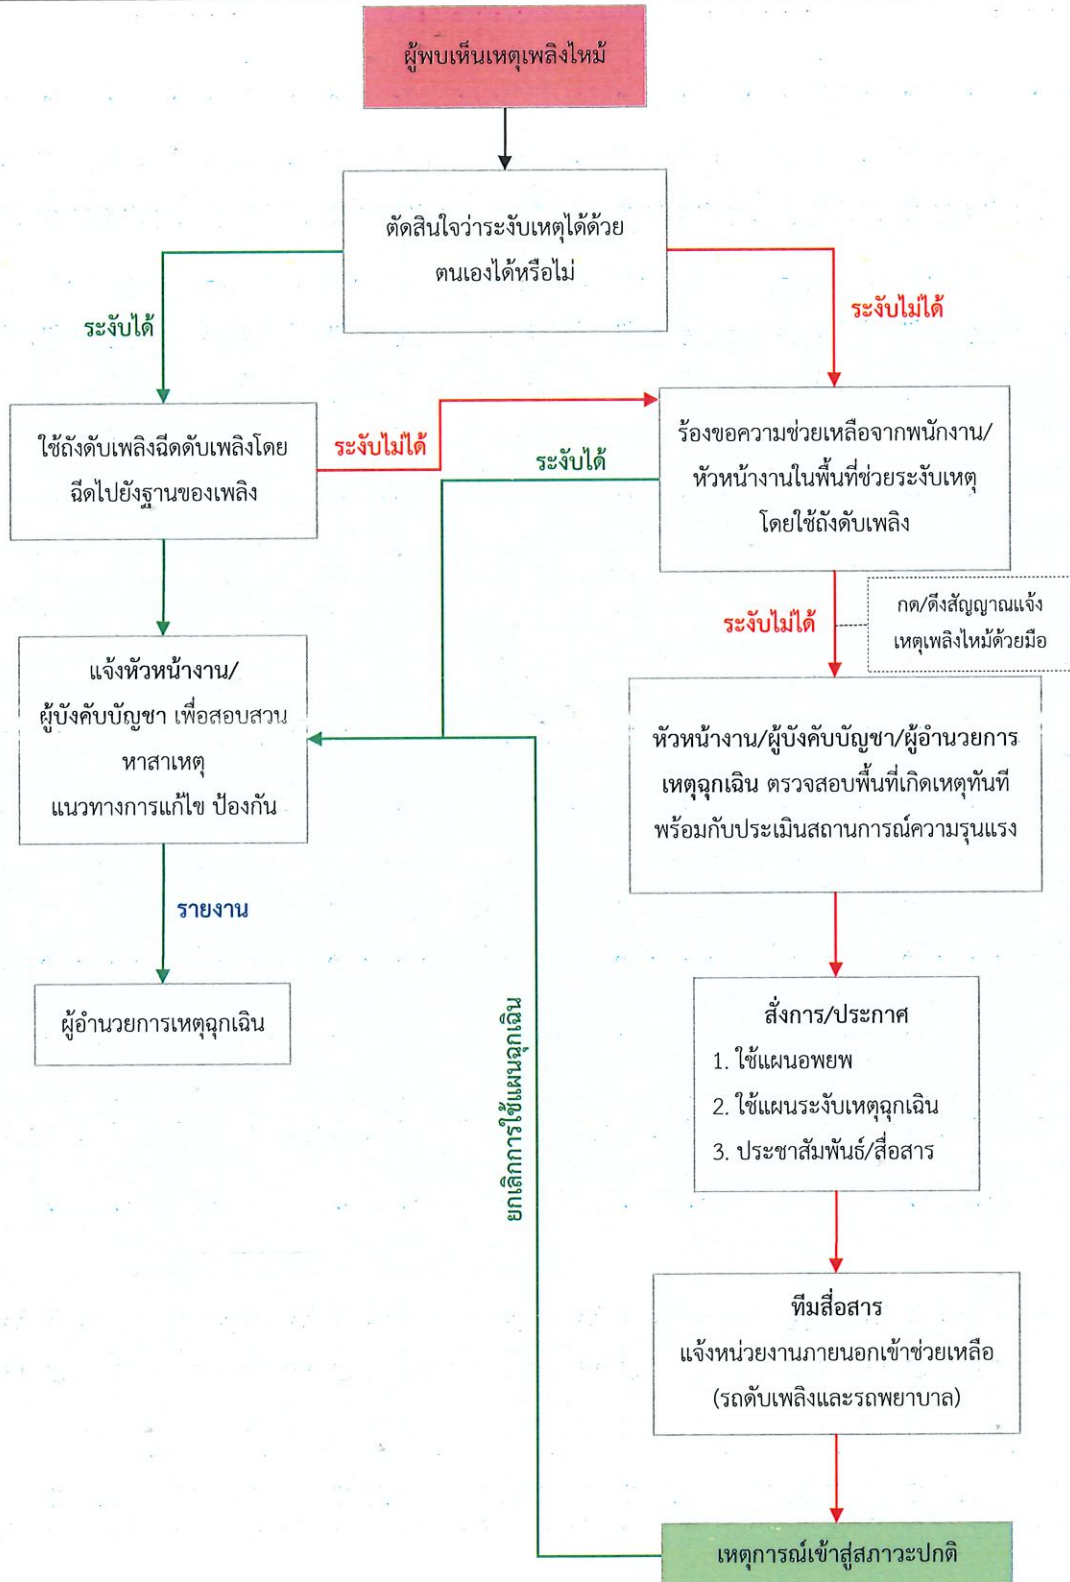 ผู้พบเห็นเหตุเพลิงไหม้
ตัดสินใจว่าระงับเหตุได้ด้วย
ตนเองได้หรือไม่
ระงับได้
ระงับไม่ได้
ใช้ถังดับเพลิงฉีดดับเพลิงโดย
ฉีดไปยังฐานของเพลิง
ระงับไม่ได้
ระงับได้
ร้องขอความช่วยเหลือจากพนักงาน/
หัวหน้างานในพื้นที่ช่วยระงับเหตุ
โดยใช้ถังดับเพลิง
ระงับไม่ได้
กด/ดึงสัญญาณแจ้ง
เหตุเพลิงไหม้ด้วยมือ
แจ้งหัวหน้างาน/
ผู้บังคับบัญชา เพื่อสอบสวน
หาสาเหตุ
แนวทางการแก้ไข ป้องกัน
หัวหน้างาน/ผู้บังคับบัญชา/ผู้อำนวยการ
เหตุฉุกเฉิน ตรวจสอบพื้นที่เกิดเหตุทันที
พร้อมกับประเมินสถานการณ์ความรุนแรง
รายงาน
ผู้อำนวยการเหตุฉุกเฉิน
สั่งการ/ประกาศ
1. ใช้แผนอพยพ
2. ใช้แผนระงับเหตุฉุกเฉิน
3. ประชาสัมพันธ์/สื่อสาร
ยกเลิกการใช้แผนฉุกเฉิน
ทีมสื่อสาร
แจ้งหน่วยงานภายนอกเข้าช่วยเหลือ
(รถดับเพลิงและรถพยาบาล)
เหตุการณ์เข้าสู่สภาวะปกติ